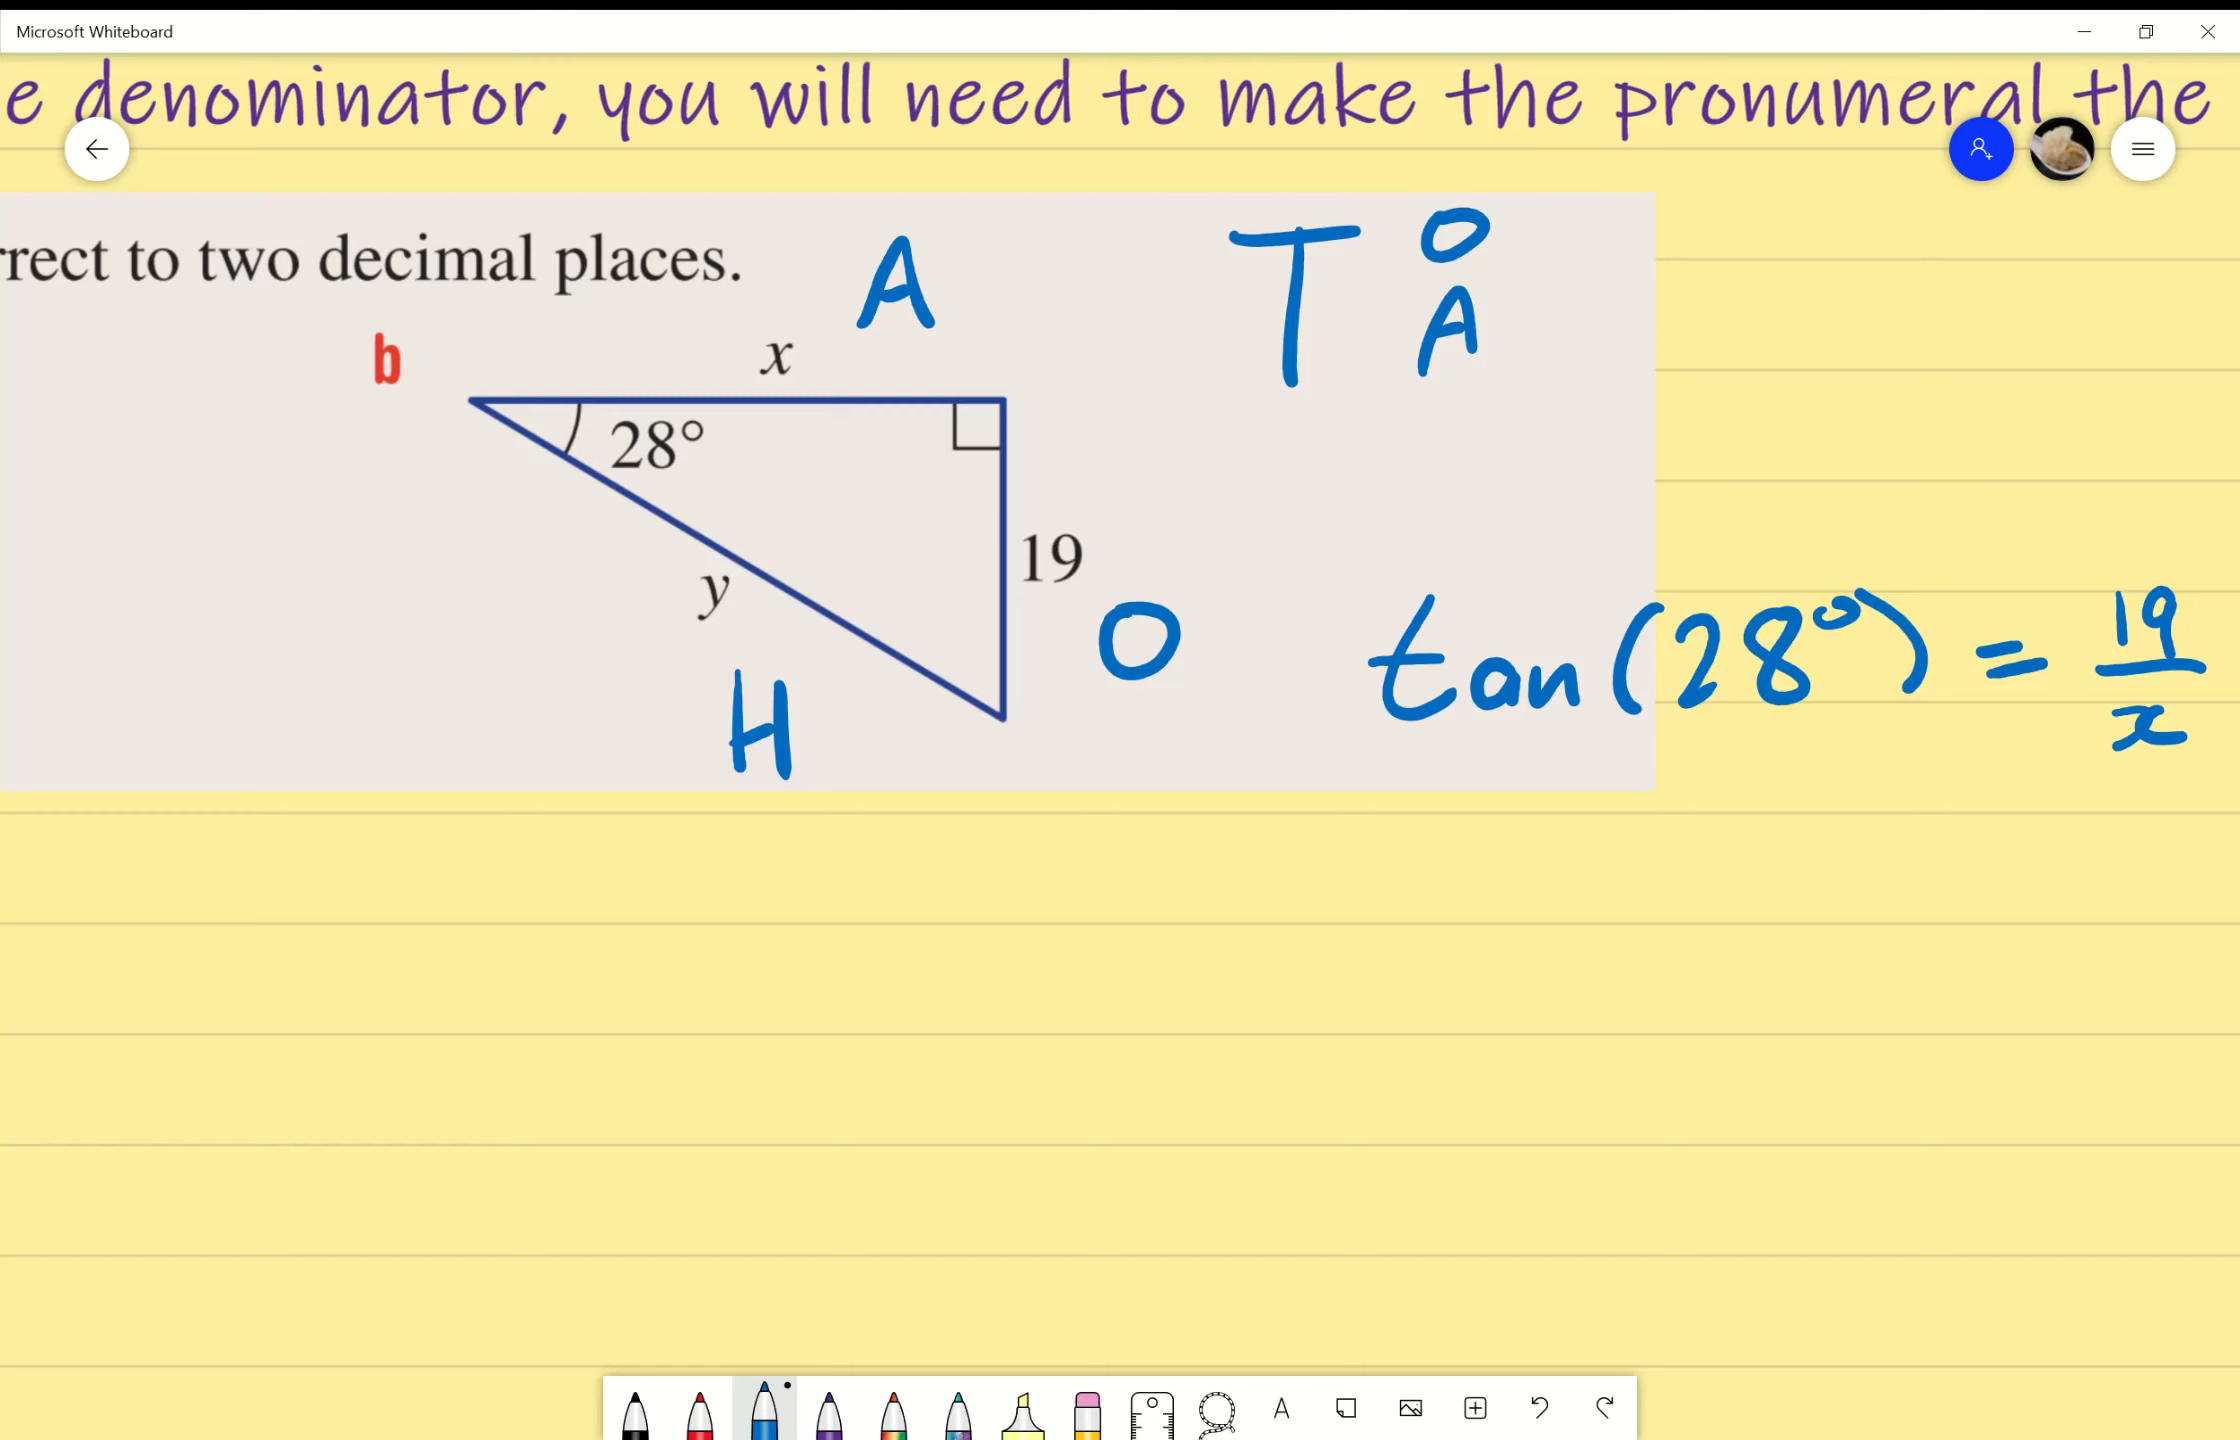 Microsoft Whiteboard
e denominator, you will need to make the pronumeral the
rrect to two decimal places.
A
T O
A
b
x
28°
19
y
O
tan(28°) = 19
x
H
A